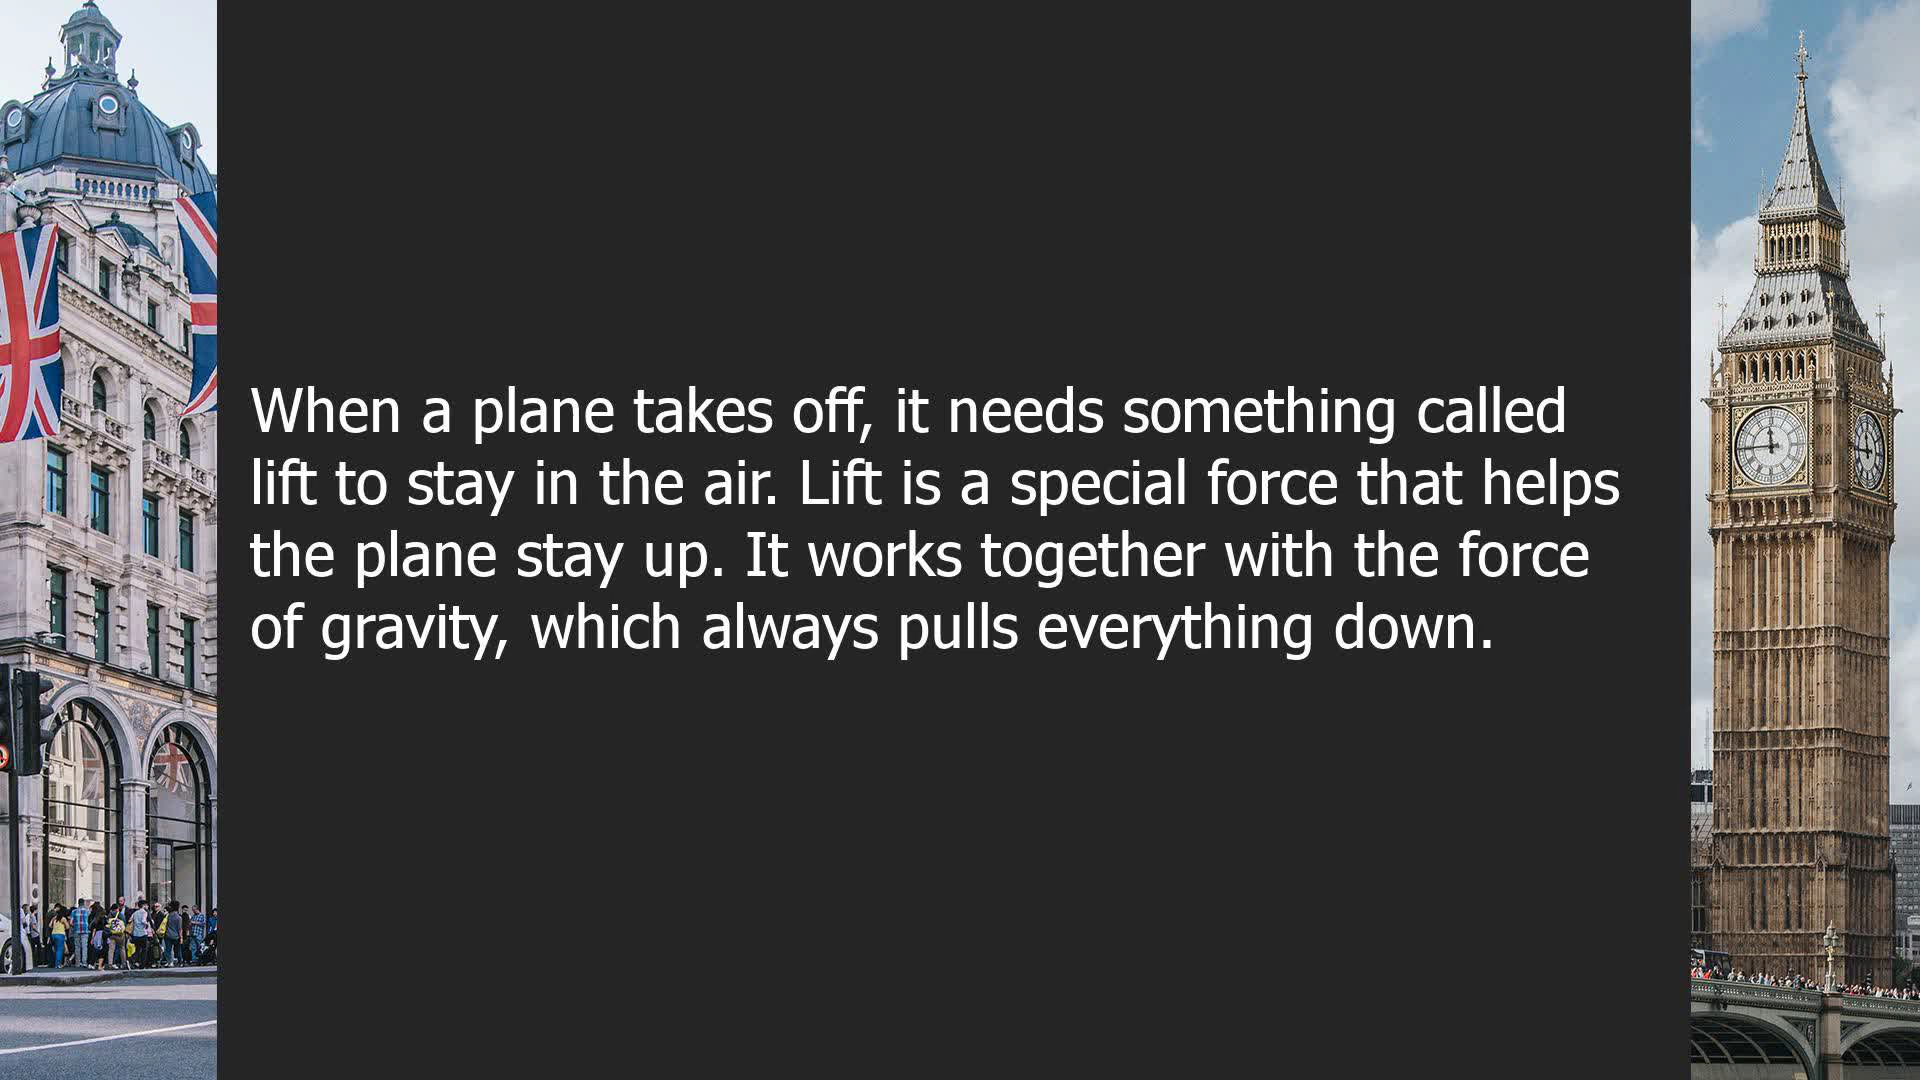 When a plane takes off, it needs something called
lift to stay in the air. Lift is a special force that helps
the plane stay up. It works together with the force
of gravity, which always pulls everything down.